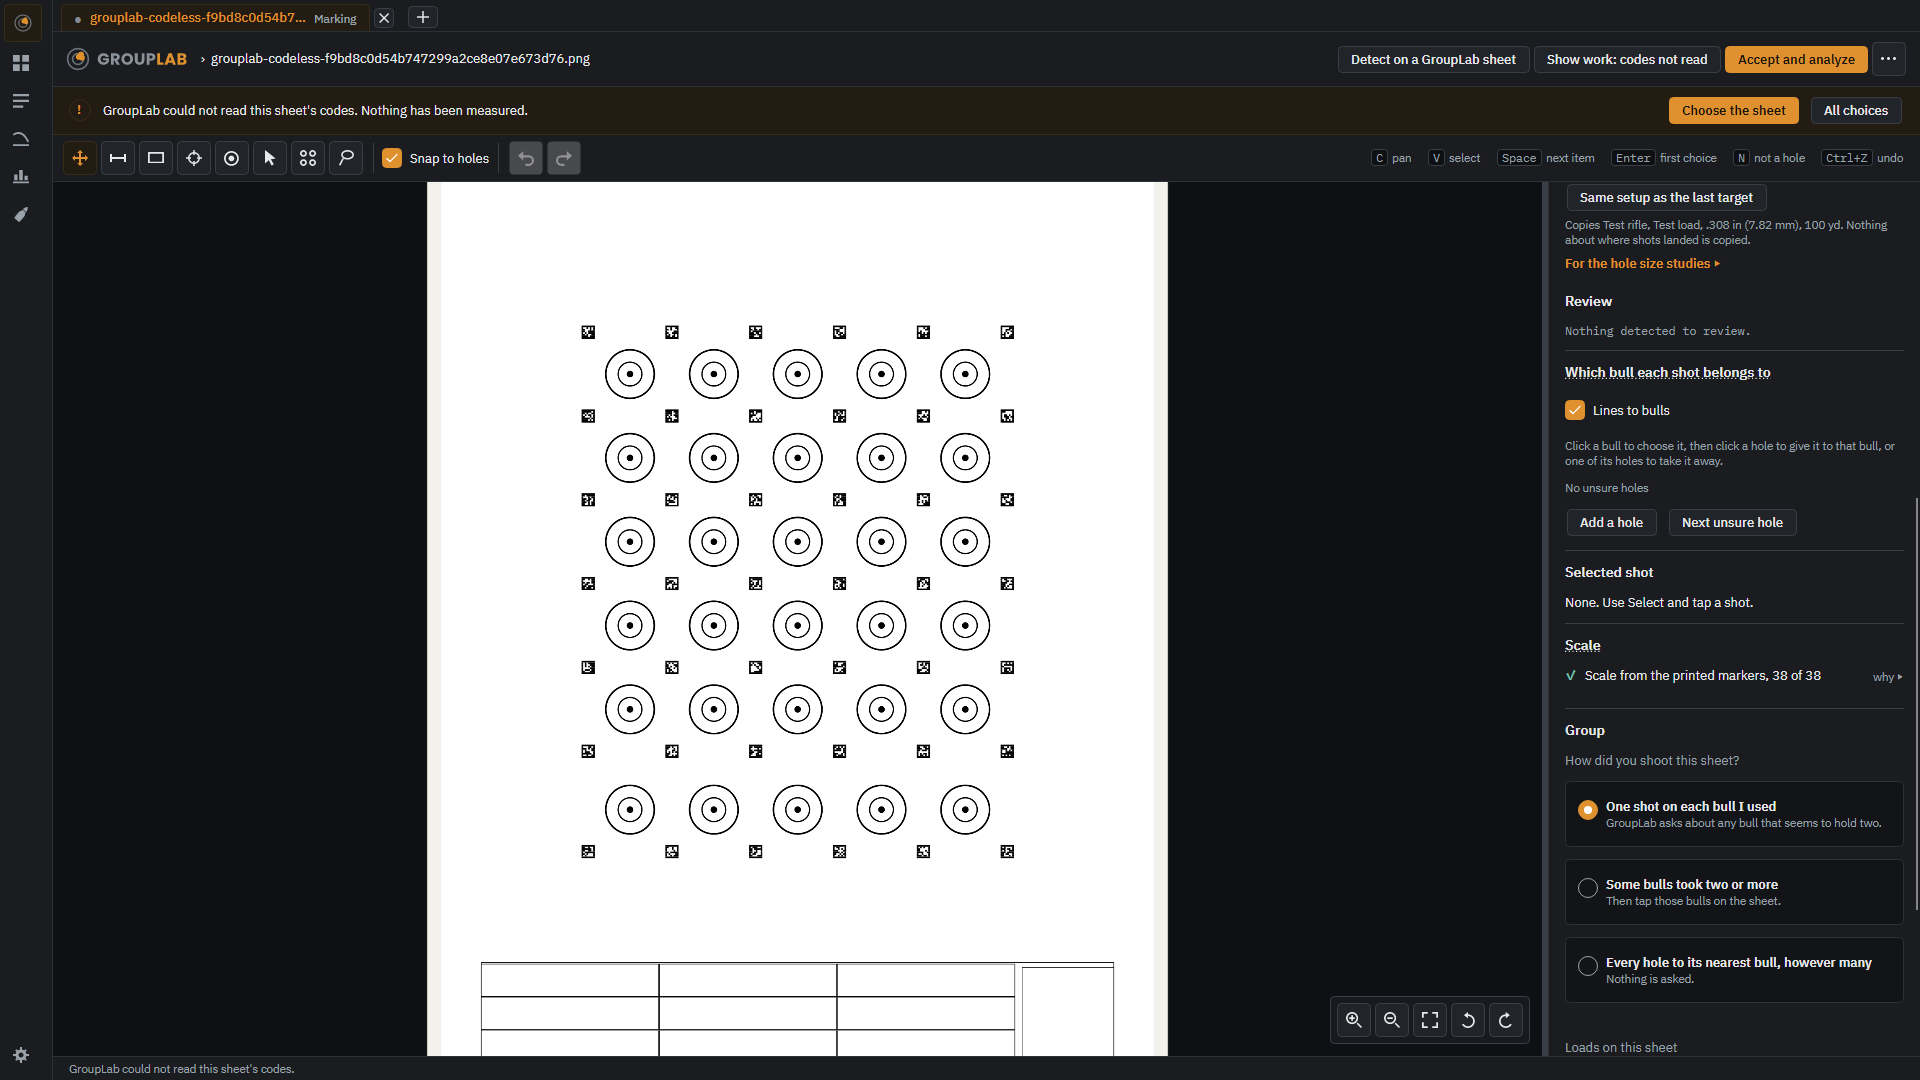 grouplab-codeless-f9bd8c0d54b7... Marking
GROUPLAB › grouplab-codeless-f9bd8c0d54b747299a2ce8e07e673d76.png
Detect on a GroupLab sheet
Show work: codes not read
Accept and analyze
! GroupLab could not read this sheet's codes. Nothing has been measured.
Choose the sheet
All choices
Snap to holes
C pan
V select
Space next item
Enter first choice
N not a hole
Ctrl+Z undo
Same setup as the last target
Copies Test rifle, Test load, .308 in (7.82 mm), 100 yd. Nothing
about where shots landed is copied.
For the hole size studies ▸
Review
Nothing detected to review.
Which bull each shot belongs to
Lines to bulls
Click a bull to choose it, then click a hole to give it to that bull, or
one of its holes to take it away.
No unsure holes
Add a hole
Next unsure hole
Selected shot
None. Use Select and tap a shot.
Scale
✓ Scale from the printed markers, 38 of 38
why ▸
Group
How did you shoot this sheet?
One shot on each bull I used
GroupLab asks about any bull that seems to hold two.
Some bulls took two or more
Then tap those bulls on the sheet.
Every hole to its nearest bull, however many
Nothing is asked.
Loads on this sheet
GroupLab could not read this sheet's codes.